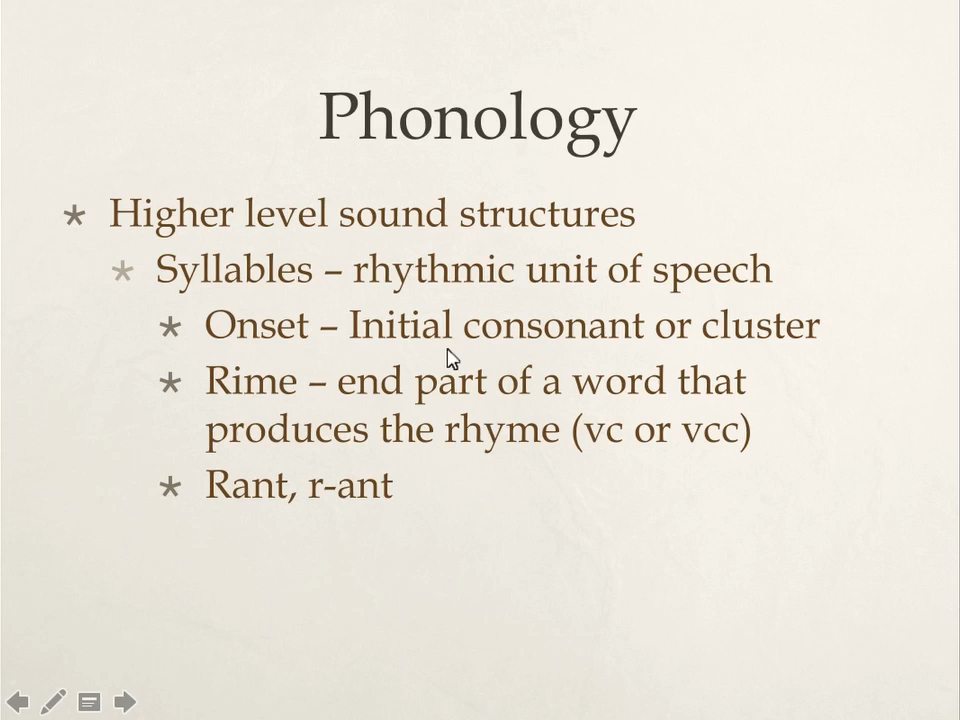 Phonology
* Higher level sound structures
* Syllables – rhythmic unit of speech
* Onset – Initial consonant or cluster
* Rime – end part of a word that
produces the rhyme (vc or vcc)
* Rant, r-ant